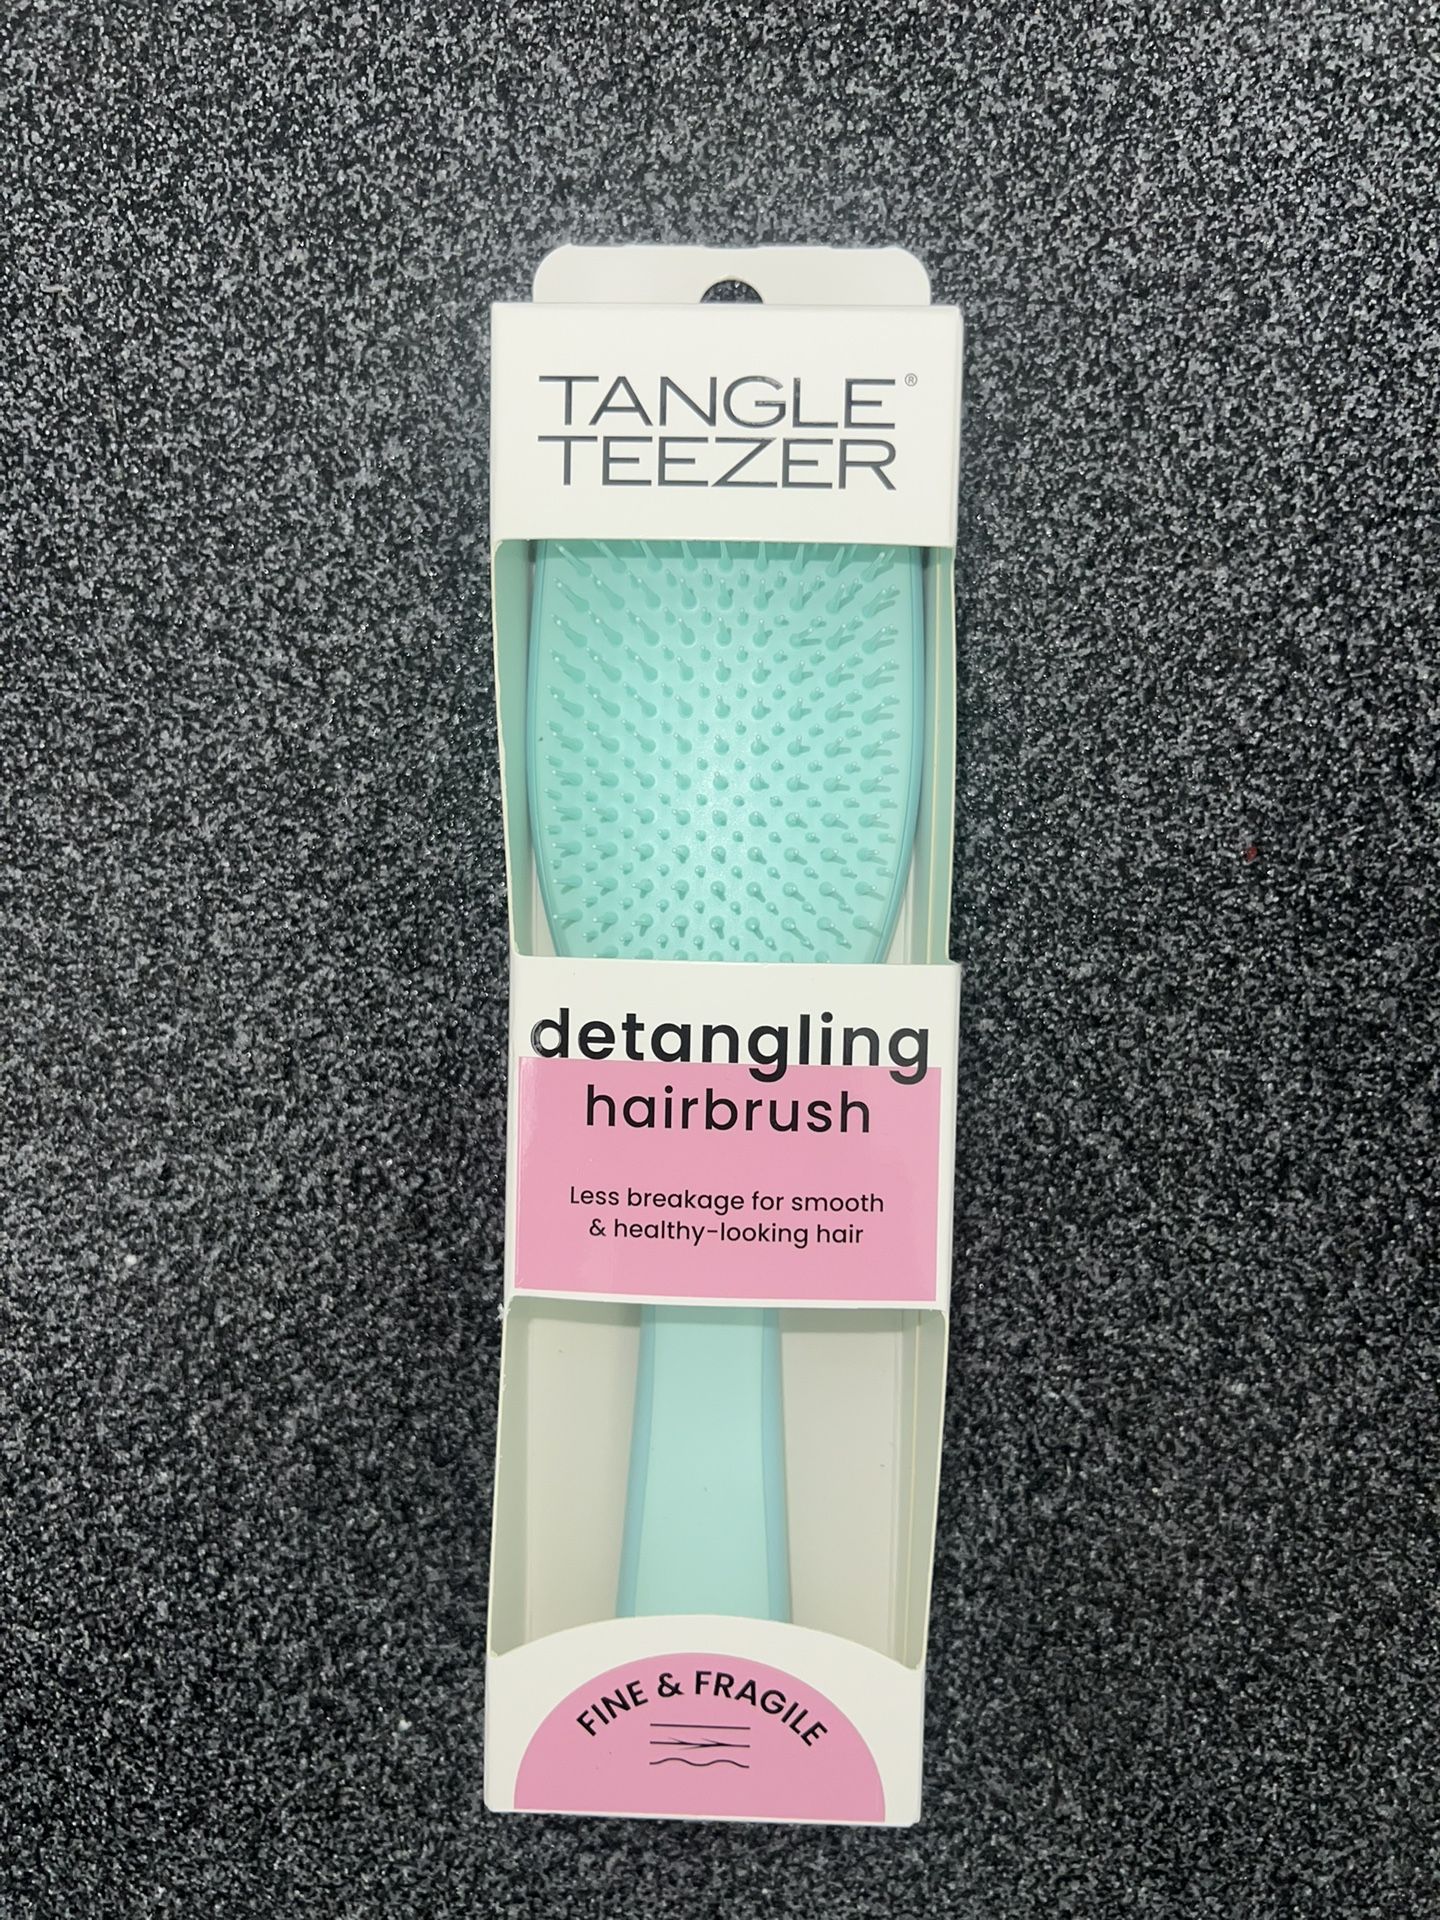 TANGLE®
TEEZER
detangling
hairbrush
Less breakage for smooth
& healthy-looking hair
FINE & FRAGILE